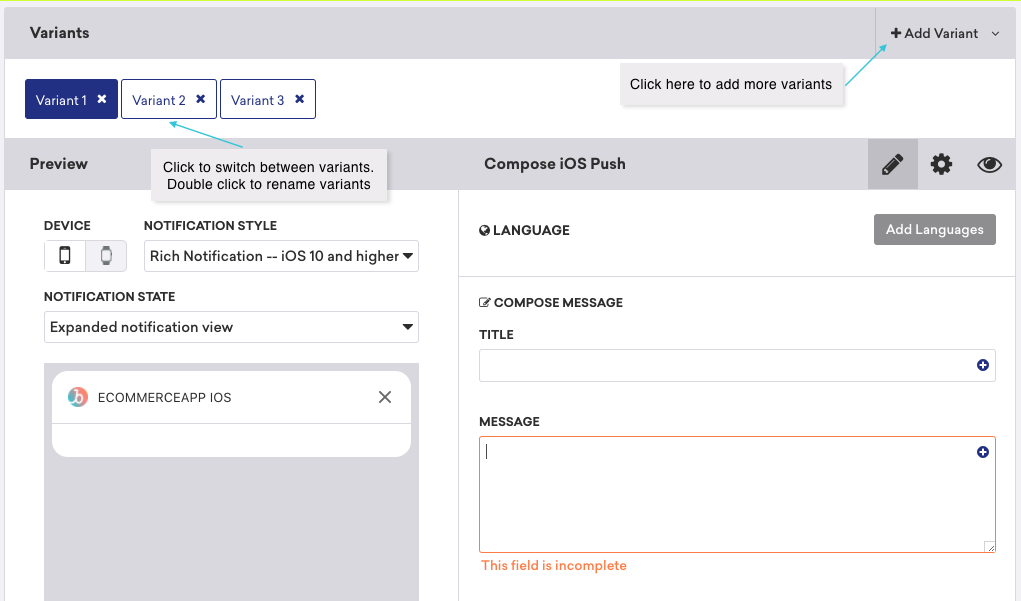 Variants
Add Variant
Click here to add more variants
Variant 1
Variant 2
Variant 3
Click to switch between variants.
Double click to rename variants
Preview
Compose iOS Push
DEVICE
NOTIFICATION STYLE
Rich Notification -- iOS 10 and higher
NOTIFICATION STATE
Expanded notification view
ECOMMERCEAPP IOS
LANGUAGE
Add Languages
COMPOSE MESSAGE
TITLE
MESSAGE
This field is incomplete